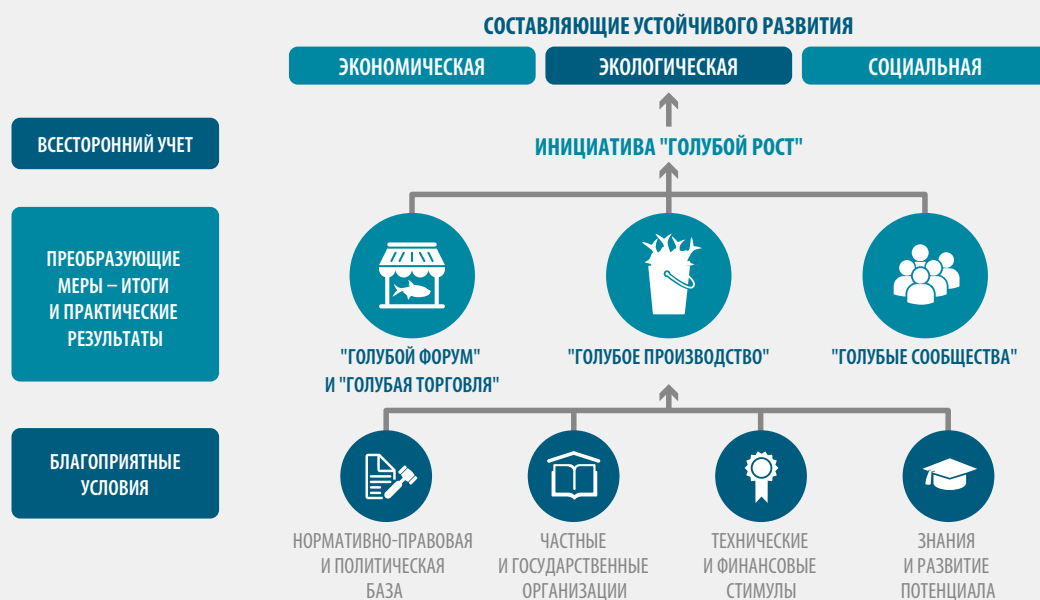 СОСТАВЛЯЮЩИЕ УСТОЙЧИВОГО РАЗВИТИЯ
ЭКОНОМИЧЕСКАЯ
ЭКОЛОГИЧЕСКАЯ
СОЦИАЛЬНАЯ
ВСЕСТОРОННИЙ УЧЕТ
ИНИЦИАТИВА "ГОЛУБОЙ РОСТ"
ПРЕОБРАЗУЮЩИЕ
МЕРЫ – ИТОГИ
И ПРАКТИЧЕСКИЕ
РЕЗУЛЬТАТЫ
"ГОЛУБОЙ ФОРУМ"
И "ГОЛУБАЯ ТОРГОВЛЯ"
"ГОЛУБОЕ ПРОИЗВОДСТВО"
"ГОЛУБЫЕ СООБЩЕСТВА"
БЛАГОПРИЯТНЫЕ
УСЛОВИЯ
НОРМАТИВНО-ПРАВОВАЯ
И ПОЛИТИЧЕСКАЯ
БАЗА
ЧАСТНЫЕ
И ГОСУДАРСТВЕННЫЕ
ОРГАНИЗАЦИИ
ТЕХНИЧЕСКИЕ
И ФИНАНСОВЫЕ
СТИМУЛЫ
ЗНАНИЯ
И РАЗВИТИЕ
ПОТЕНЦИАЛА